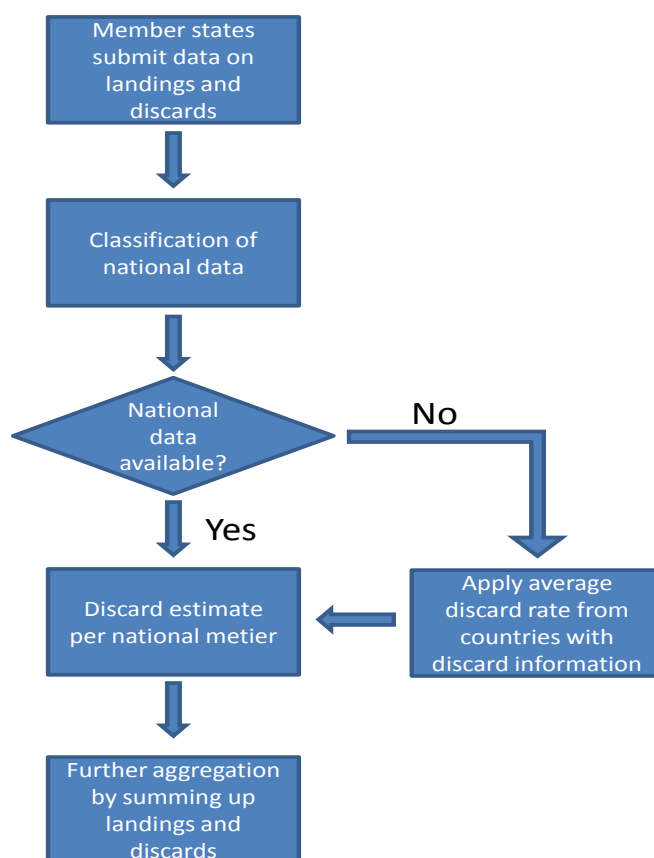 Member states
submit data on
landings and
discards
Classification of
national data
National
data
available?
No
Yes
Discard estimate
per national metier
Apply average
discard rate from
countries with
discard information
Further aggregation
by summing up
landings and
discards